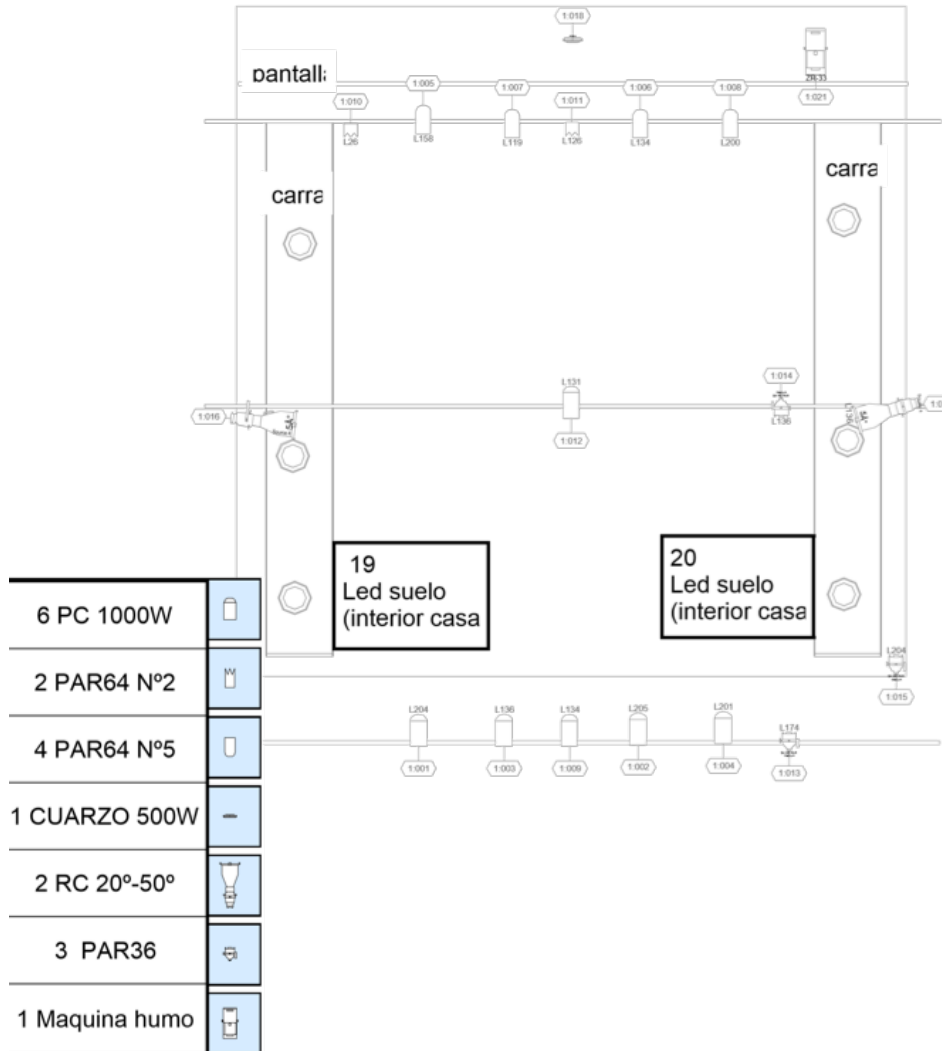 1:018
pantall
ZR-33
1:005
1:007
1:006
1:008
1:021
1:010
1:011
L26
L158
L119
L126
L134
L200
carra
carra
L131
1:014
1:016
L136
1:012
19
Led suelo
(interior casa
20
Led suelo
(interior casa
6 PC 1000W
2 PAR64 Nº2
4 PAR64 Nº5
1 CUARZO 500W
2 RC 20º-50º
3 PAR36
1 Maquina humo
L204
1:015
L204
L136
L134
L205
L201
L174
1:001
1:003
1:009
1:002
1:004
1:013